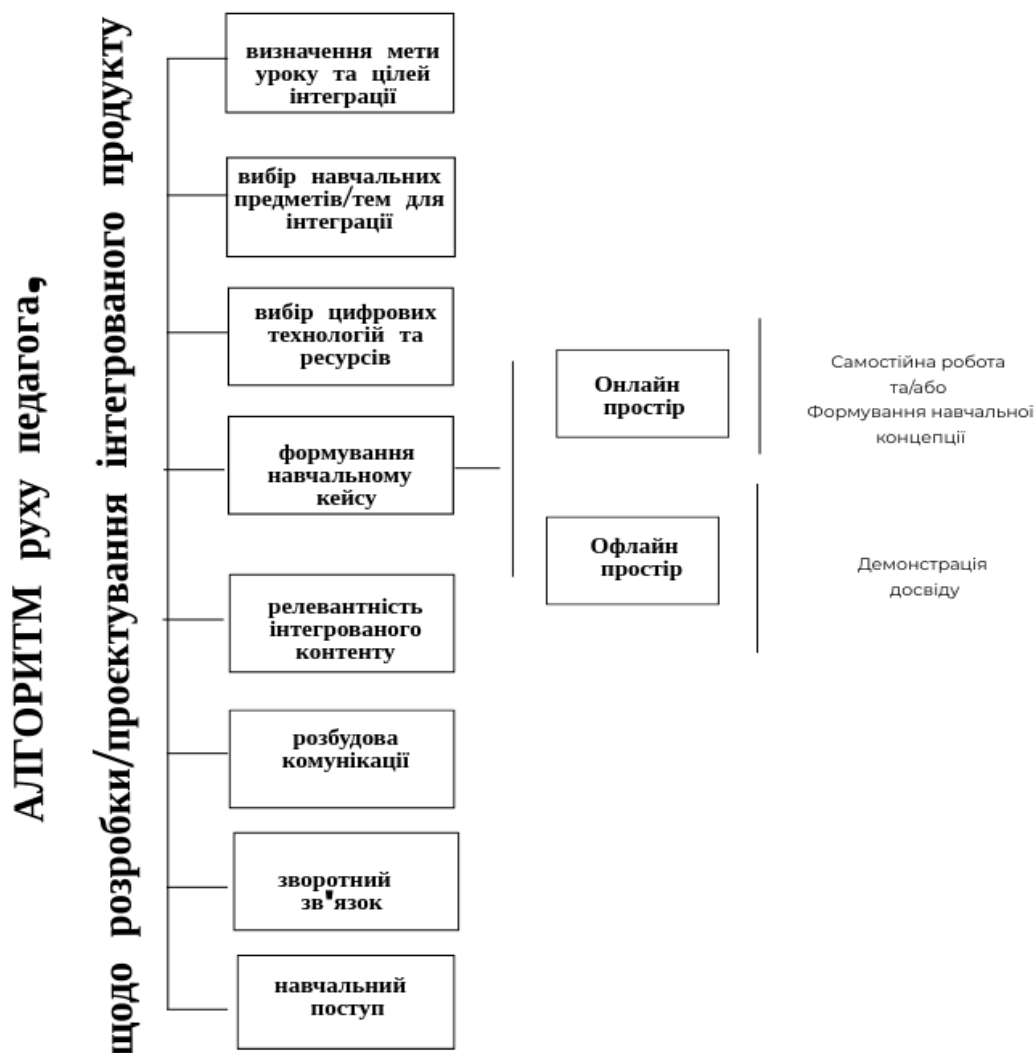 АЛГОРИТМ руху педагога,
щодо розробки/проєктування інтегрованого продукту
визначення мети
уроку та цілей
інтеграції
вибір навчальних
предметів/тем для
інтеграції
вибір цифрових
технологій та
ресурсів
формування
навчальному
кейсу
Онлайн
простір
Самостійна робота
та/або
Формування навчальної
концепції
Офлайн
простір
Демонстрація
досвіду
релевантність
інтегрованого
контенту
розбудова
комунікації
зворотний
зв'язок
навчальний
поступ